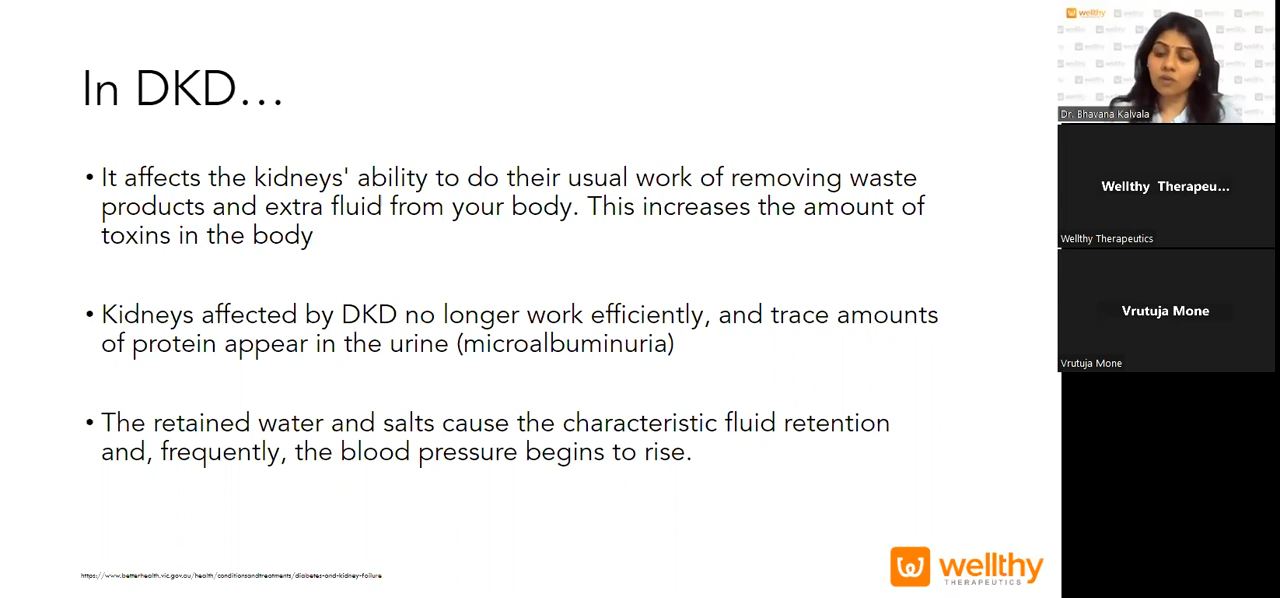 In DKD...
• It affects the kidneys' ability to do their usual work of removing waste
products and extra fluid from your body. This increases the amount of
toxins in the body
• Kidneys affected by DKD no longer work efficiently, and trace amounts
of protein appear in the urine (microalbuminuria)
• The retained water and salts cause the characteristic fluid retention
and, frequently, the blood pressure begins to rise.
https://www.betterhealth.vic.gov.au/health/conditionsandtreatments/diabetes-and-kidney-failure
wellthy
THERAPEUTICS
wellthy
Dr. Bhavana Kalvala
Wellthy Therapeu...
Wellthy Therapeutics
Vrutuja Mone
Vrutuja Mone